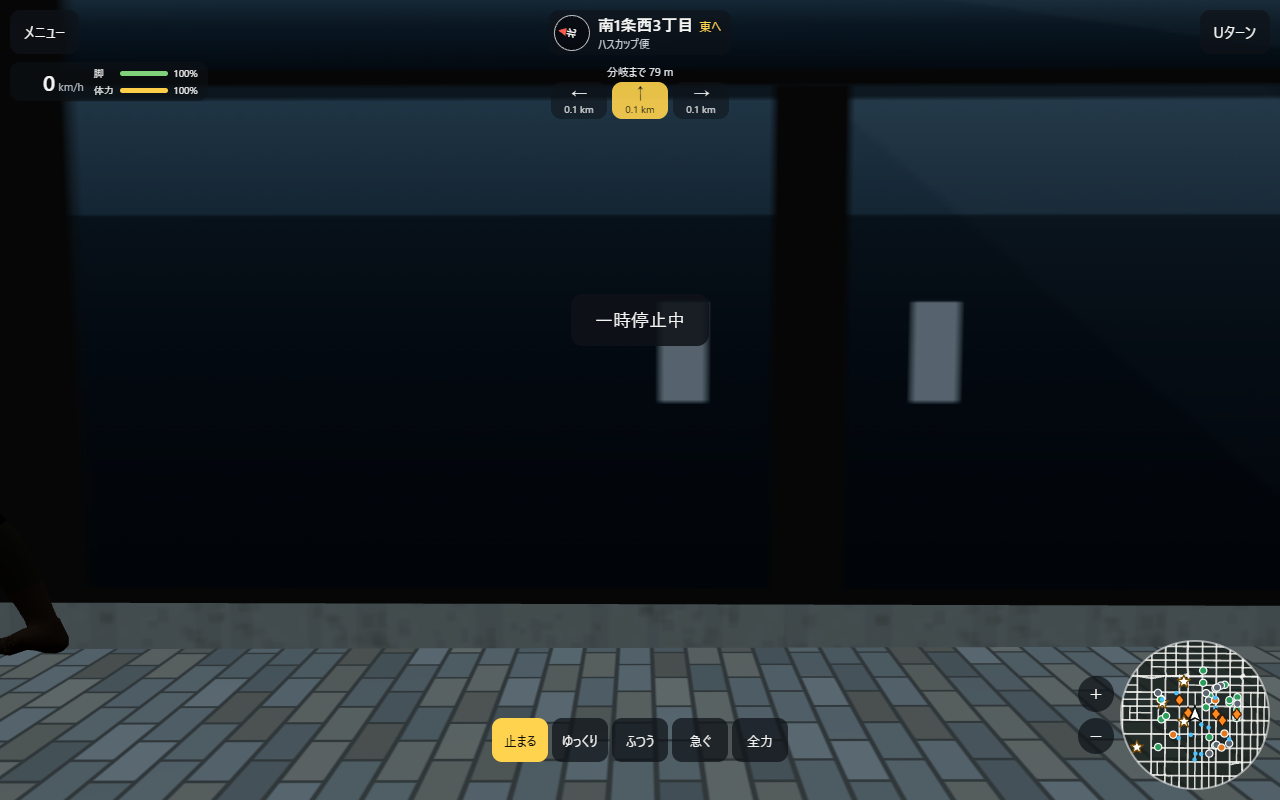 メニュー
南1条西3丁目 東へ
ハスカップ便
Uターン
0 km/h
脚 100%
体力 100%
分岐まで 79 m
← ↑ →
0.1 km 0.1 km 0.1 km
一時停止中
+
−
止まる ゆっくり ふつう 急ぐ 全力